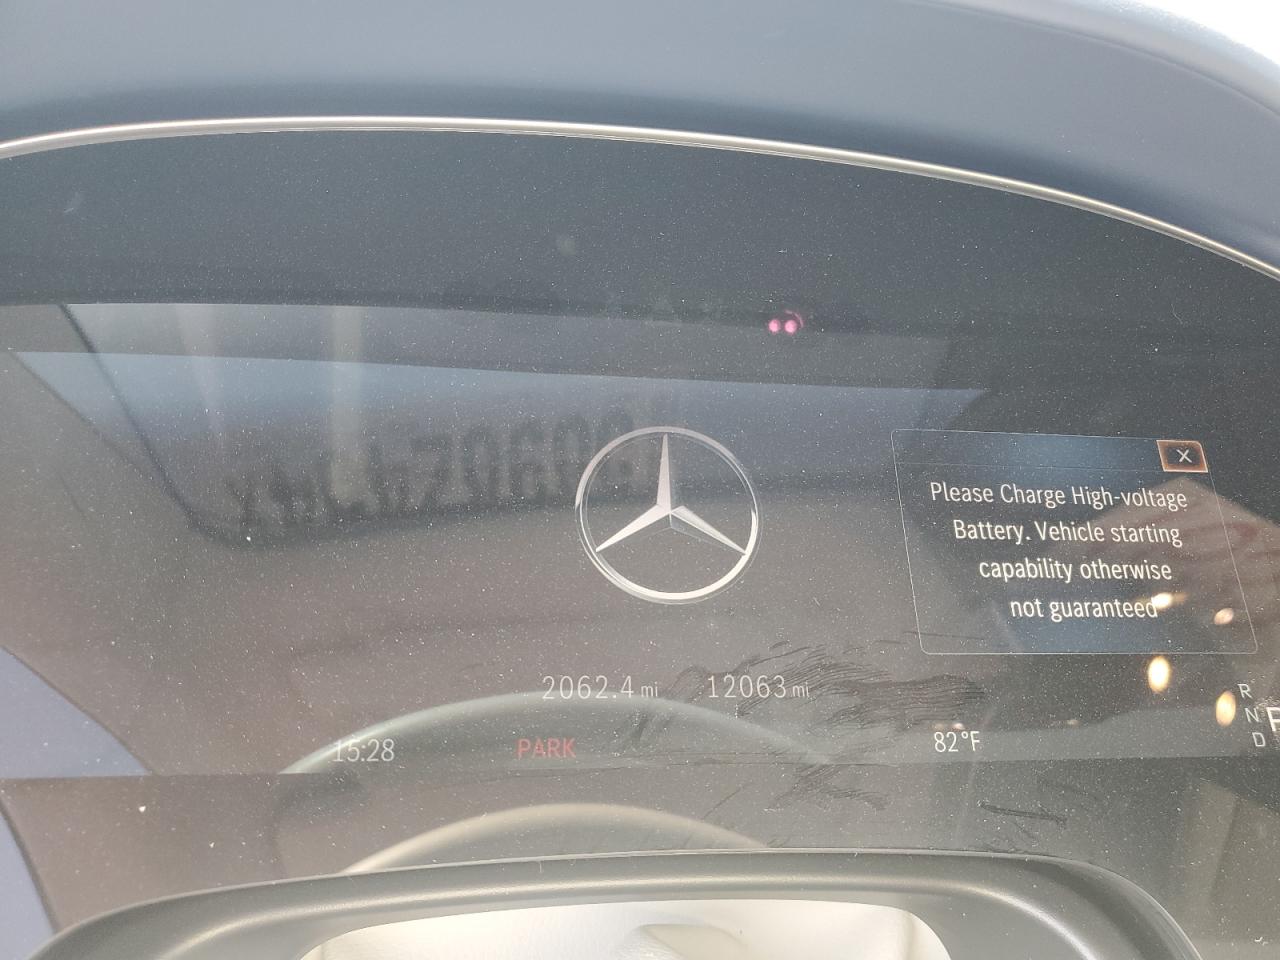 X
Please Charge High-voltage
Battery. Vehicle starting
capability otherwise
not guaranteed
2062.4 mi 12063 mi
R
N P
D
15:28 PARK 82°F